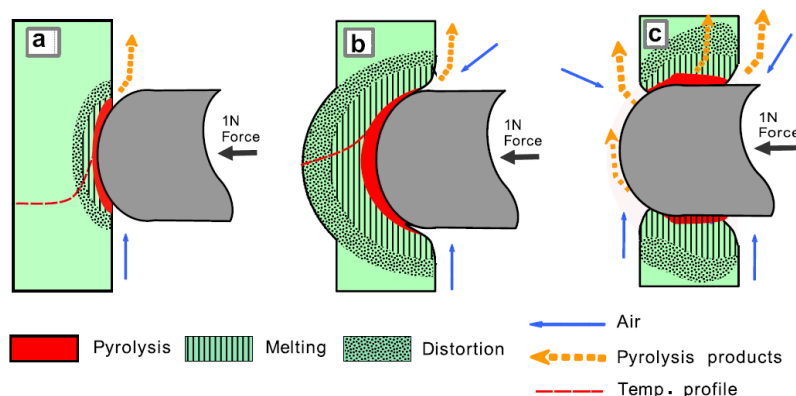 a
b
c
1N
Force
1N
Force
1N
Force
Pyrolysis
Melting
Distortion
Air
Pyrolysis products
Temp. profile